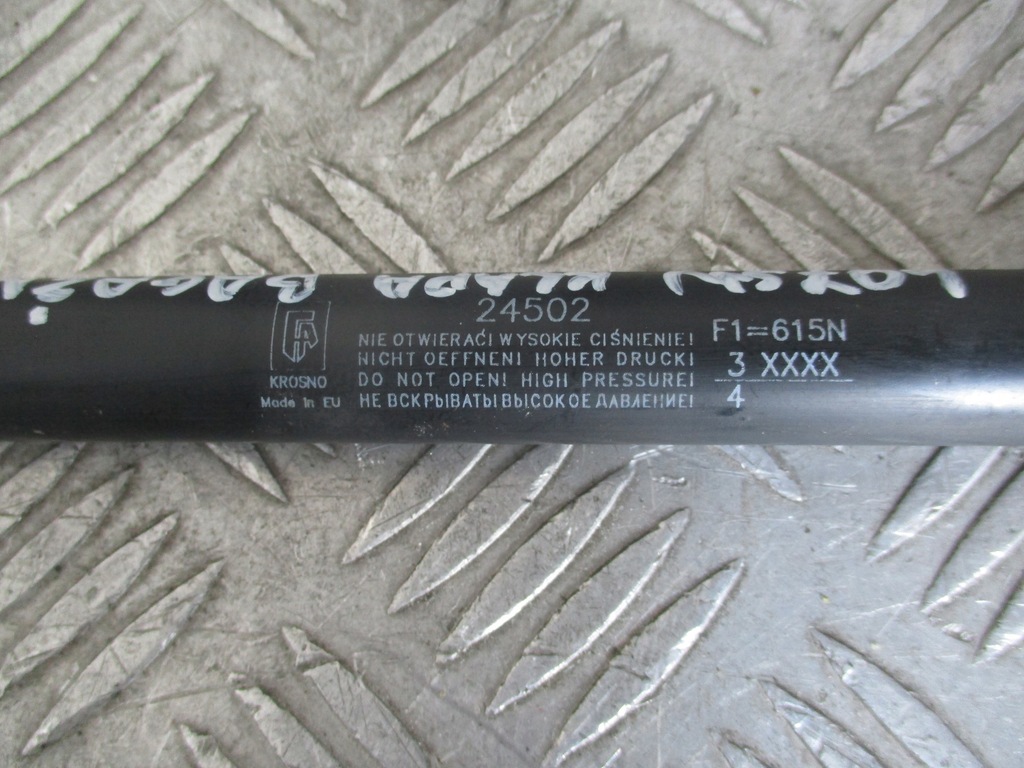 24502
NIE OTWIERAĆ! WYSOKIE CIŚNIENIE!
NICHT OEFFNEN! HOHER DRUCK!
DO NOT OPEN! HIGH PRESSURE!
НЕ ВСКРЫВАТЬ! ВЫСОКОЕ ДАВЛЕНИЕ!
KROSNO
Made in EU
F1=615N
3 XXXX
4
KLAPA